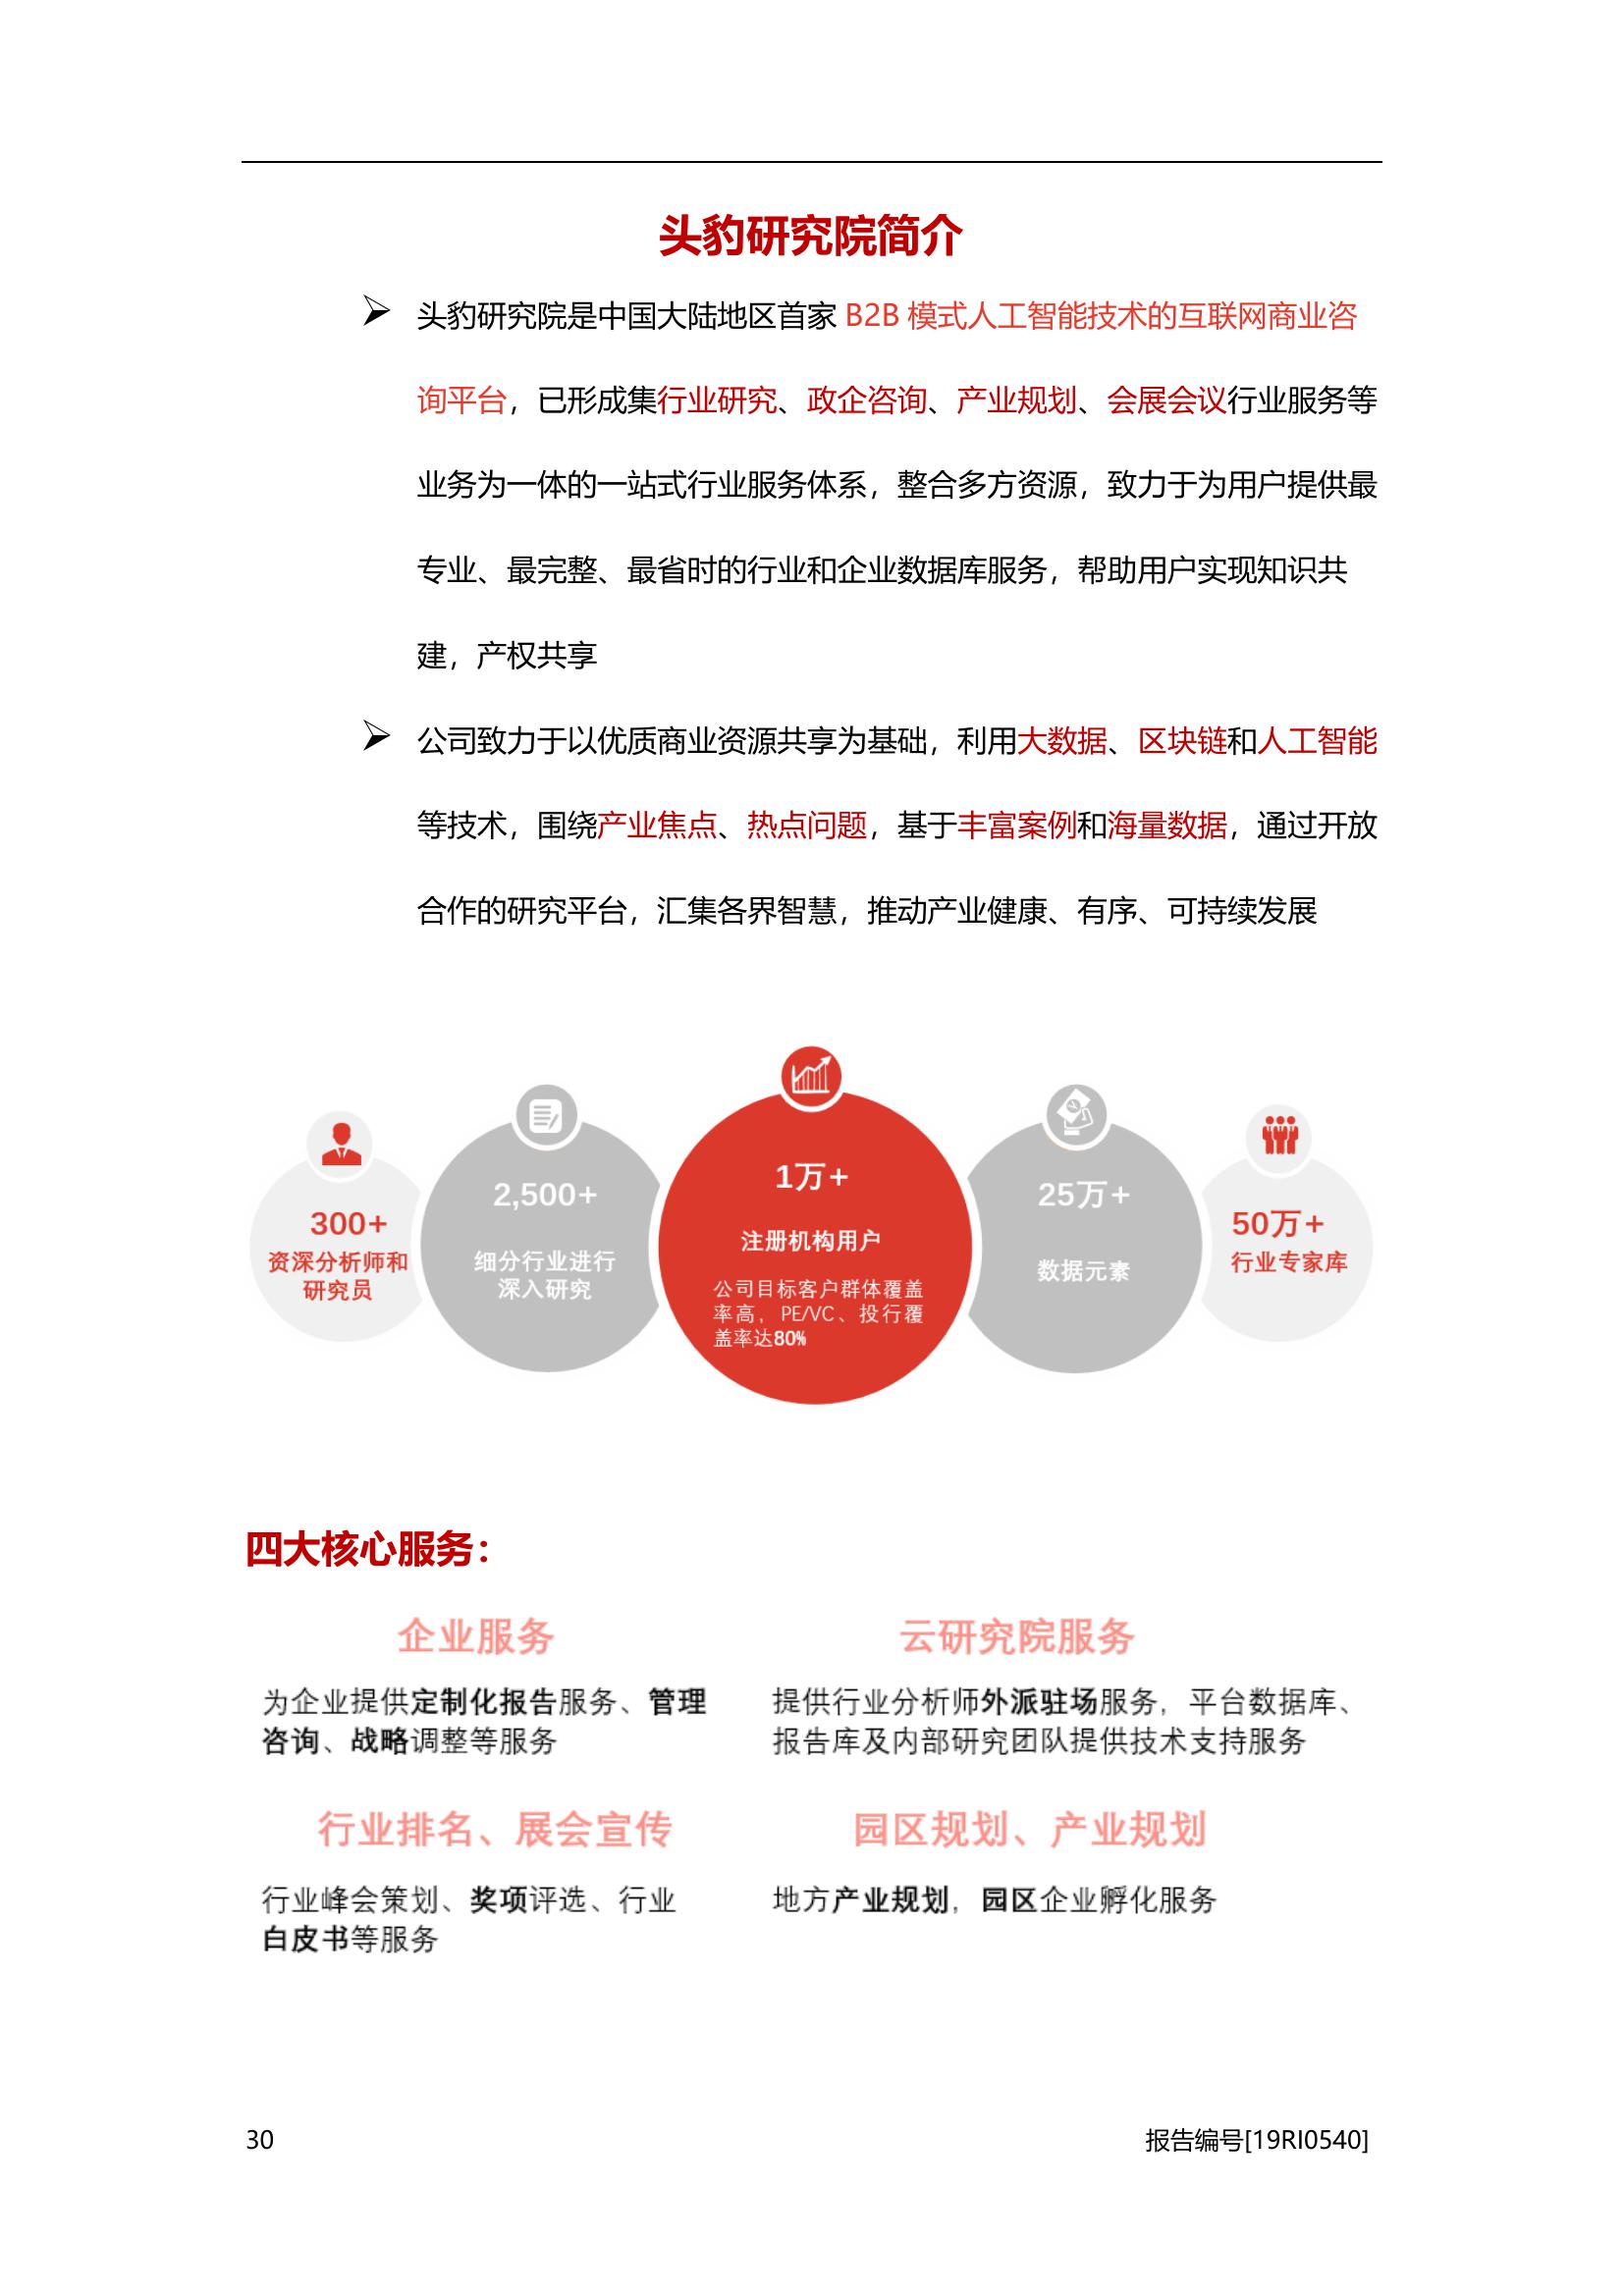 头豹研究院简介
头豹研究院是中国大陆地区首家 B2B 模式人工智能技术的互联网商业咨
询平台，已形成集行业研究、政企咨询、产业规划、会展会议行业服务等
业务为一体的一站式行业服务体系，整合多方资源，致力于为用户提供最
专业、最完整、最省时的行业和企业数据库服务，帮助用户实现知识共
建，产权共享
公司致力于以优质商业资源共享为基础，利用大数据、区块链和人工智能
等技术，围绕产业焦点、热点问题，基于丰富案例和海量数据，通过开放
合作的研究平台，汇集各界智慧，推动产业健康、有序、可持续发展
300+
资深分析师和
研究员
2,500+
细分行业进行
深入研究
1万+
注册机构用户
公司目标客户群体覆盖
率高，PE/VC、投行覆
盖率达80%
25万+
数据元素
50万+
行业专家库
四大核心服务：
企业服务
为企业提供定制化报告服务、管理
咨询、战略调整等服务
云研究院服务
提供行业分析师外派驻场服务，平台数据库、
报告库及内部研究团队提供技术支持服务
行业排名、展会宣传
行业峰会策划、奖项评选、行业
白皮书等服务
园区规划、产业规划
地方产业规划，园区企业孵化服务
30
报告编号[19RI0540]